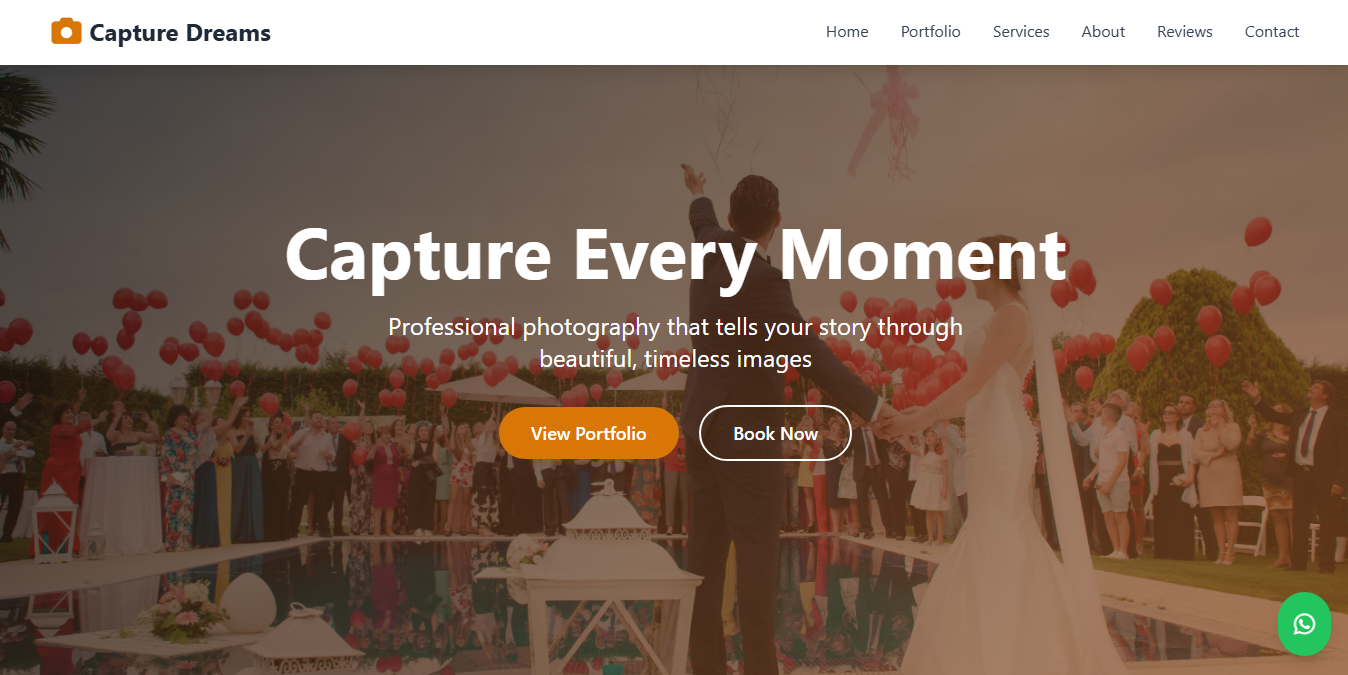 Capture Dreams
Home Portfolio Services About Reviews Contact
Capture Every Moment
Professional photography that tells your story through
beautiful, timeless images
View Portfolio Book Now